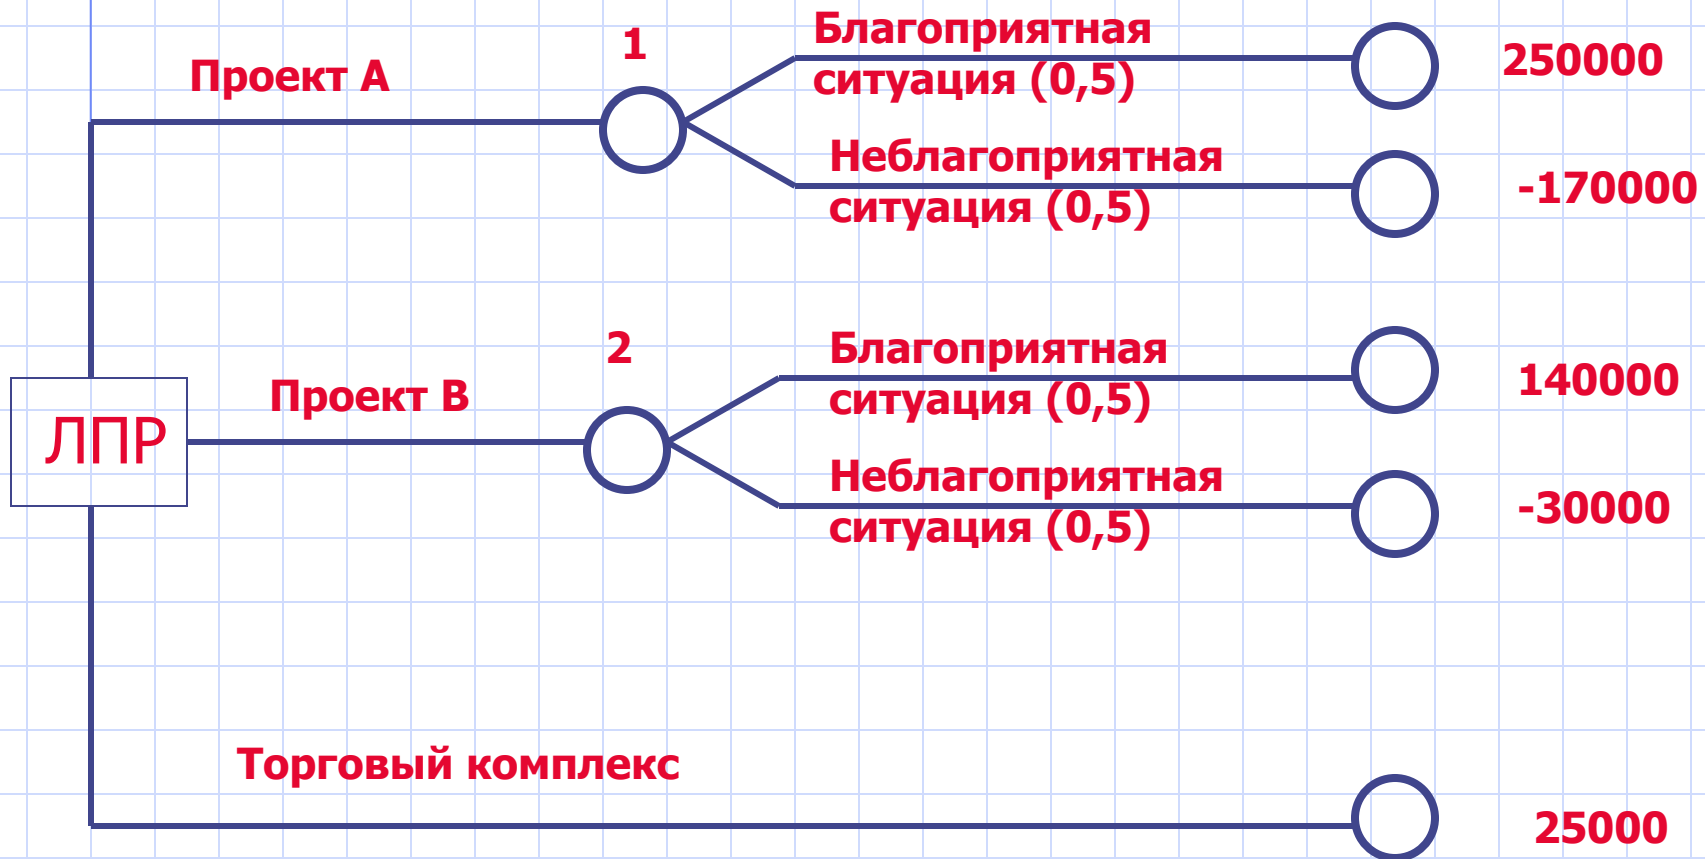 1
Благоприятная
ситуация (0,5)
250000
Проект А
Неблагоприятная
ситуация (0,5)
-170000
2
Благоприятная
ситуация (0,5)
140000
Проект В
ЛПР
Неблагоприятная
ситуация (0,5)
-30000
Торговый комплекс
25000